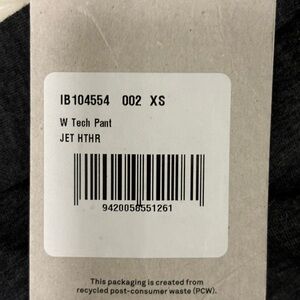 IB104554 002 XS
W Tech Pant
JET HTHR
9420058551261
This packaging is created from
recycled post-consumer waste (PCW).